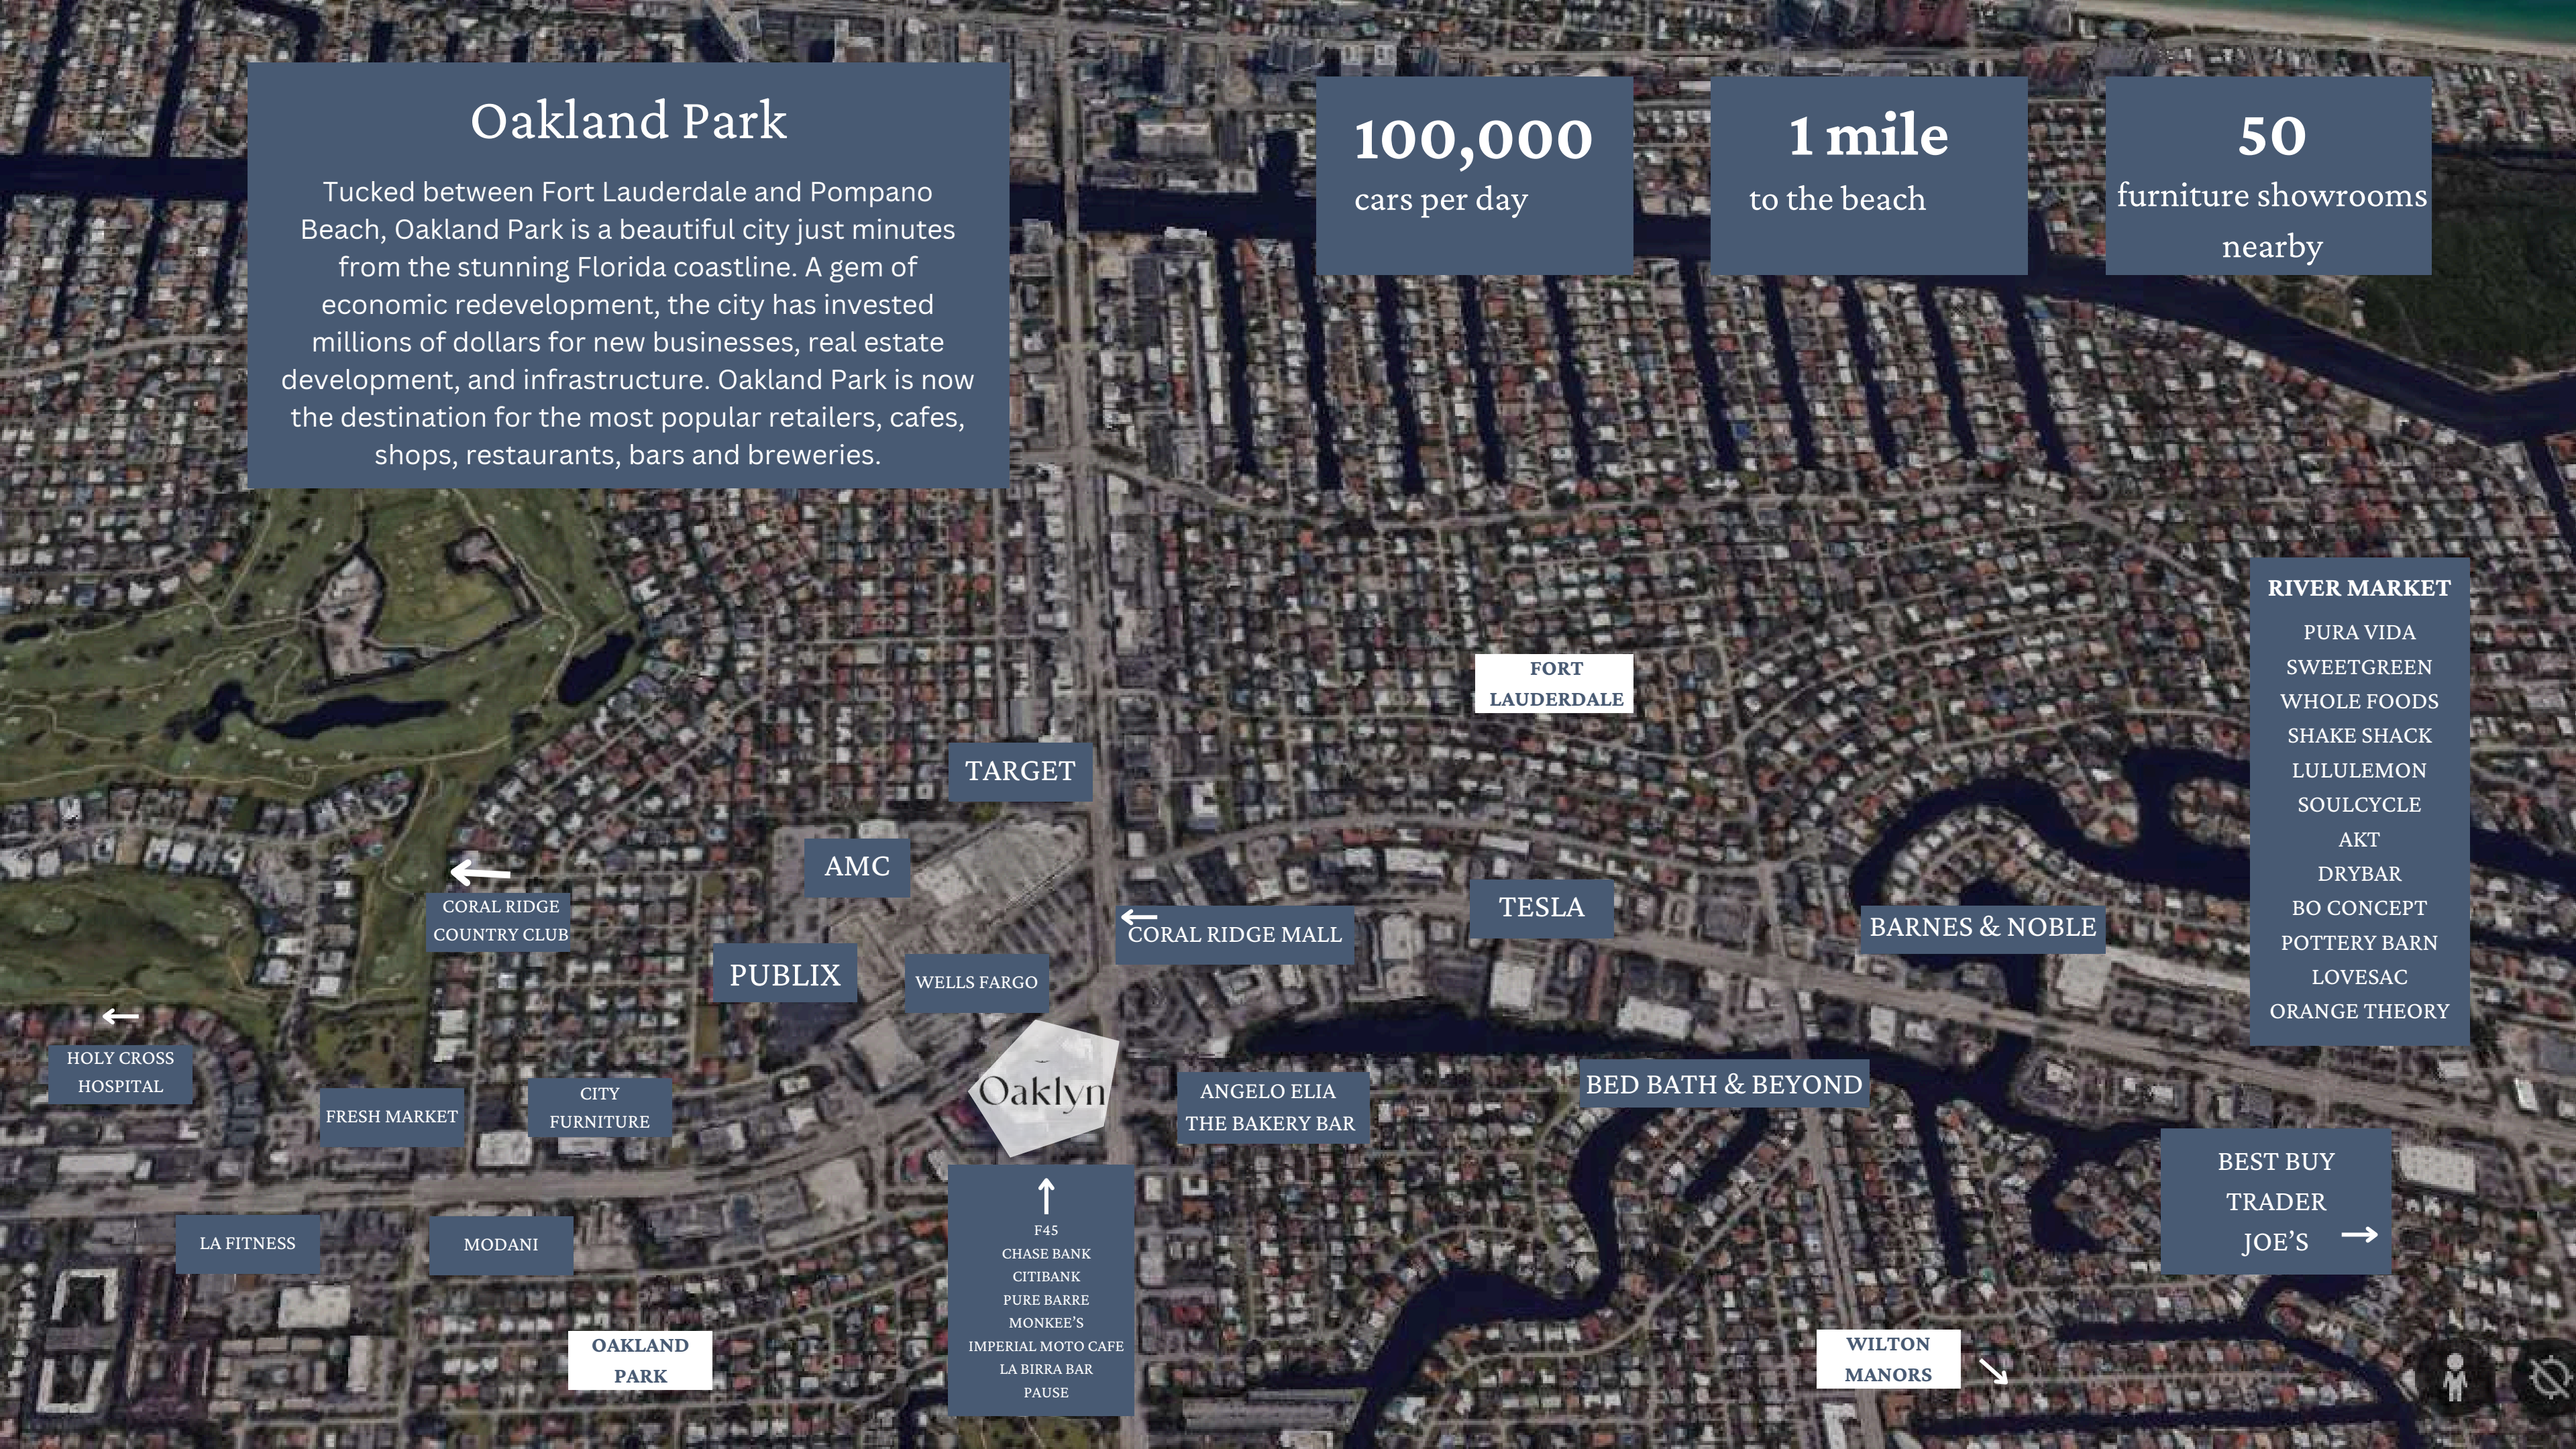 Oakland Park
Tucked between Fort Lauderdale and Pompano
Beach, Oakland Park is a beautiful city just minutes
from the stunning Florida coastline. A gem of
economic redevelopment, the city has invested
millions of dollars for new businesses, real estate
development, and infrastructure. Oakland Park is now
the destination for the most popular retailers, cafes,
shops, restaurants, bars and breweries.
100,000
cars per day
1 mile
to the beach
50
furniture showrooms
nearby
RIVER MARKET
PURA VIDA
SWEETGREEN
WHOLE FOODS
SHAKE SHACK
LULULEMON
SOULCYCLE
AKT
DRYBAR
BO CONCEPT
POTTERY BARN
LOVESAC
ORANGE THEORY
FORT
LAUDERDALE
TARGET
AMC
CORAL RIDGE
COUNTRY CLUB
CORAL RIDGE MALL
TESLA
BARNES & NOBLE
PUBLIX
WELLS FARGO
HOLY CROSS
HOSPITAL
FRESH MARKET
CITY
FURNITURE
Oaklyn
ANGELO ELIA
THE BAKERY BAR
BED BATH & BEYOND
BEST BUY
TRADER
JOE'S
LA FITNESS
MODANI
F45
CHASE BANK
CITIBANK
PURE BARRE
MONKEE'S
IMPERIAL MOTO CAFE
LA BIRRA BAR
PAUSE
OAKLAND
PARK
WILTON
MANORS